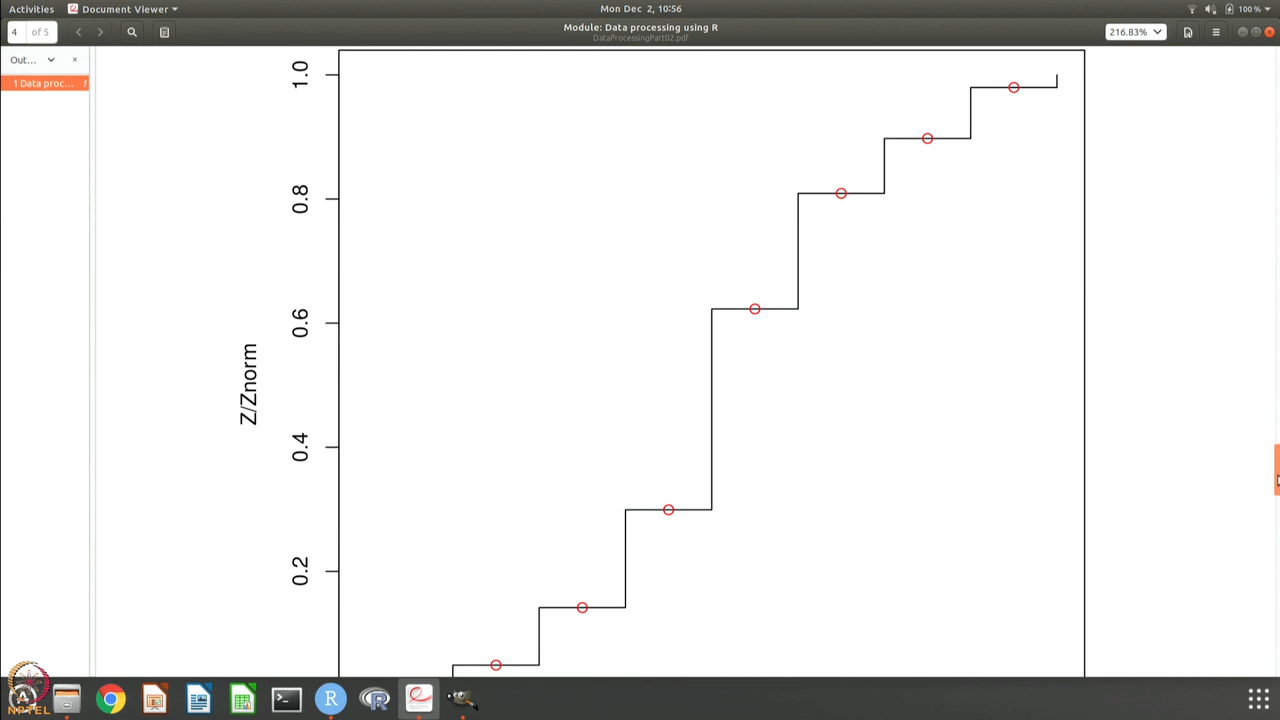 Activities Document Viewer Mon Dec 2, 10:56 100%
4 of 5 Module: Data processing using R 216.83%
DataProcessingPart02.pdf
Out...
1 Data proc... 1
1.0
0.8
0.6
0.4
0.2
Z/Znorm
NPTEL